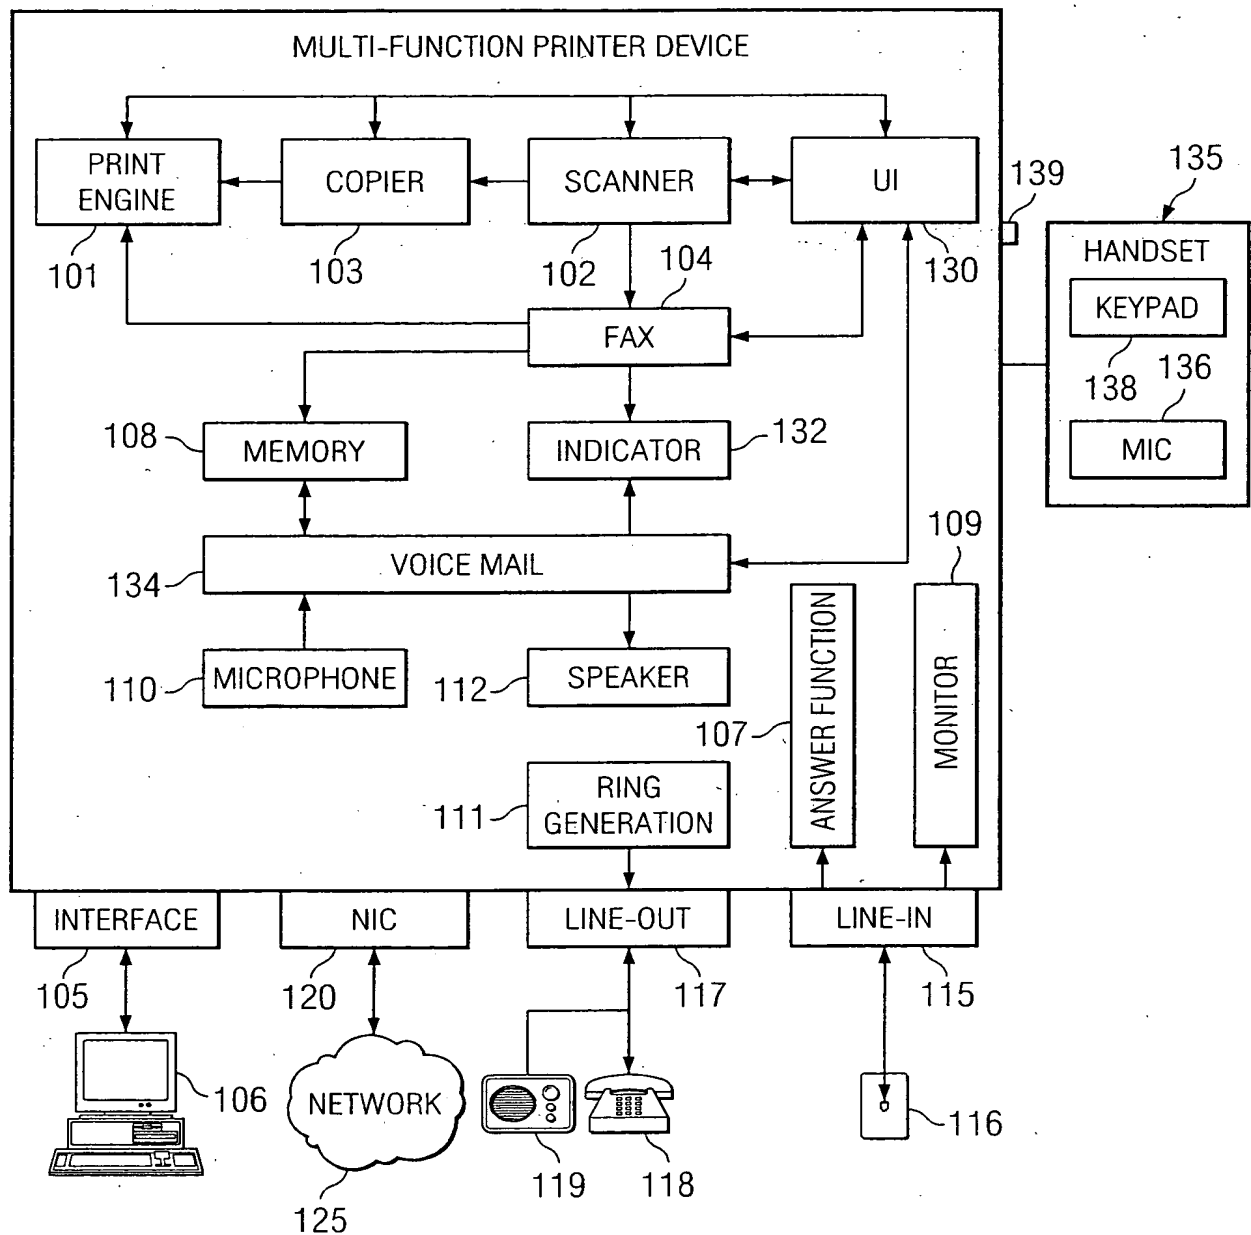 MULTI-FUNCTION PRINTER DEVICE
PRINT
ENGINE
COPIER
SCANNER
UI
139
135
101
103
102
104
130
HANDSET
KEYPAD
138
136
MIC
FAX
108
MEMORY
INDICATOR
132
134
VOICE MAIL
109
110
MICROPHONE
112
SPEAKER
107
ANSWER FUNCTION
MONITOR
111
RING
GENERATION
INTERFACE
NIC
LINE-OUT
LINE-IN
105
120
117
115
106
NETWORK
116
119
118
125